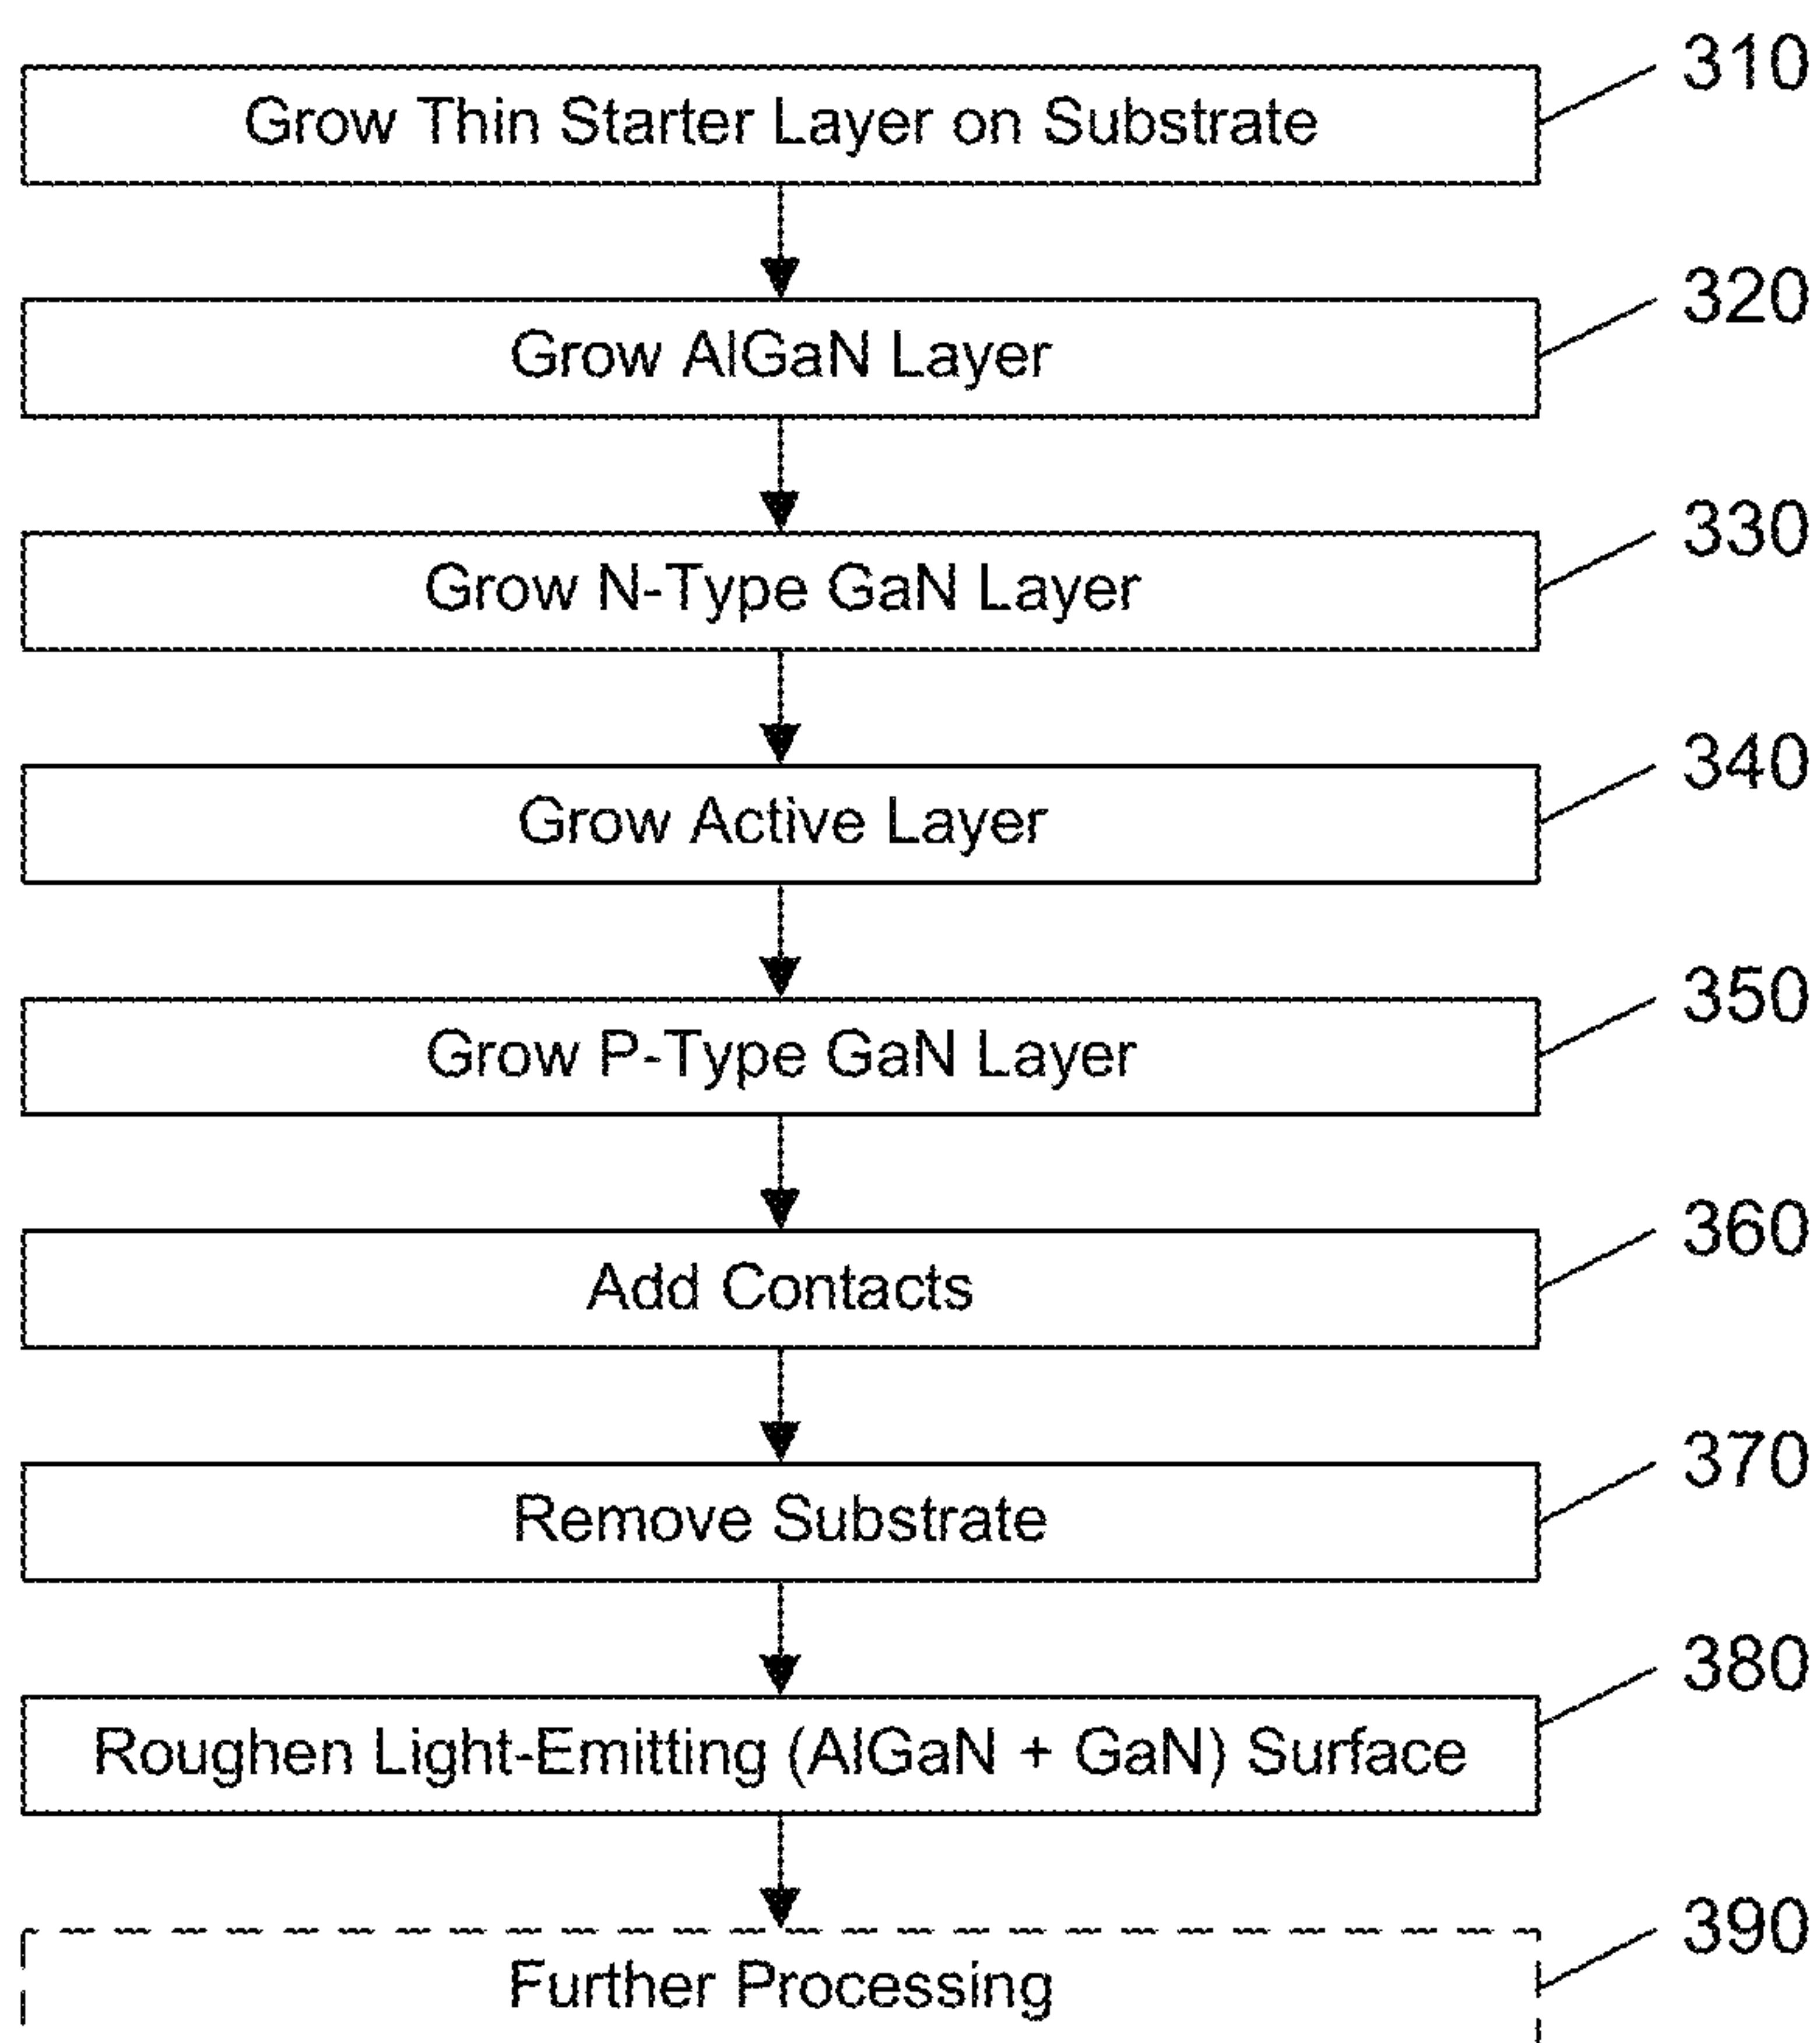 310
Grow Thin Starter Layer on Substrate
320
Grow AlGaN Layer
330
Grow N-Type GaN Layer
340
Grow Active Layer
350
Grow P-Type GaN Layer
360
Add Contacts
370
Remove Substrate
380
Roughen Light-Emitting (AlGaN + GaN) Surface
390
Further Processing